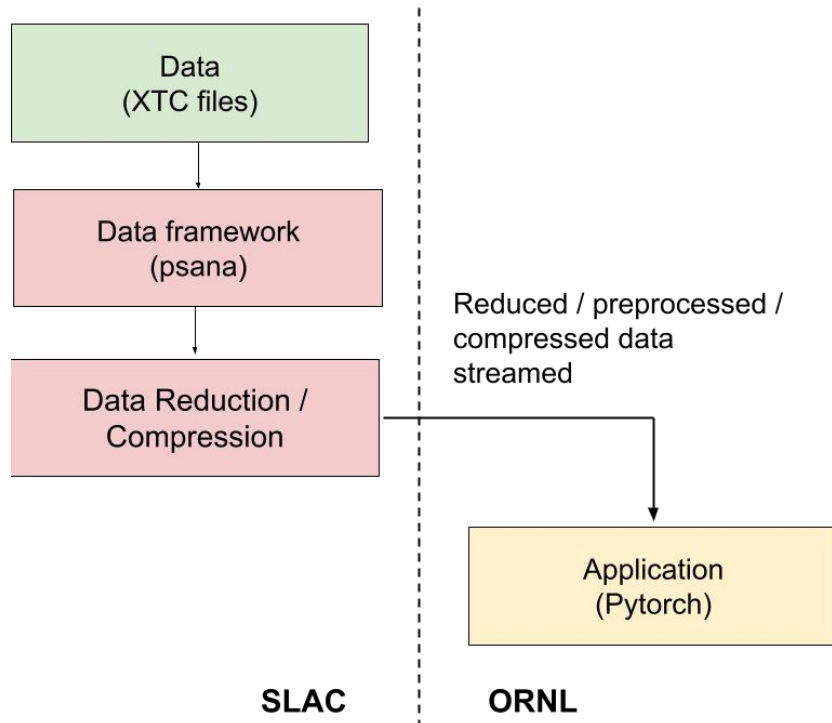 Data
(XTC files)
Data framework
(psana)
Reduced / preprocessed /
compressed data
streamed
Data Reduction /
Compression
Application
(Pytorch)
SLAC
ORNL